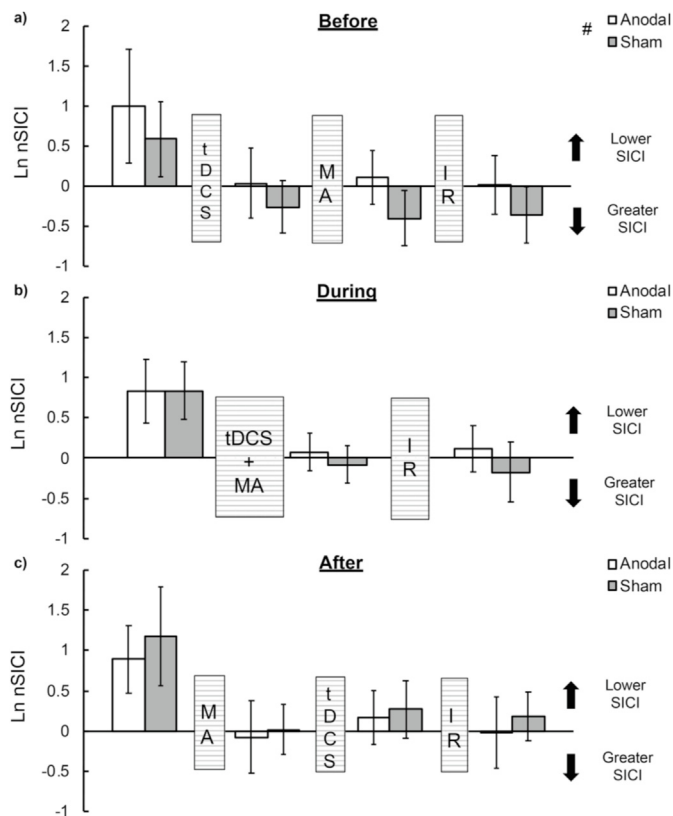 a)
Before
#
Anodal
Sham
2
1.5
1
0.5
0
-0.5
-1
Ln nSICI
t
D
C
S
M
A
I
R
Lower
SICI
Greater
SICI
b)
During
Anodal
Sham
2
1.5
1
0.5
0
-0.5
-1
Ln nSICI
tDCS
+
MA
I
R
Lower
SICI
Greater
SICI
c)
After
Anodal
Sham
2
1.5
1
0.5
0
-0.5
-1
Ln nSICI
M
A
t
D
C
S
I
R
Lower
SICI
Greater
SICI